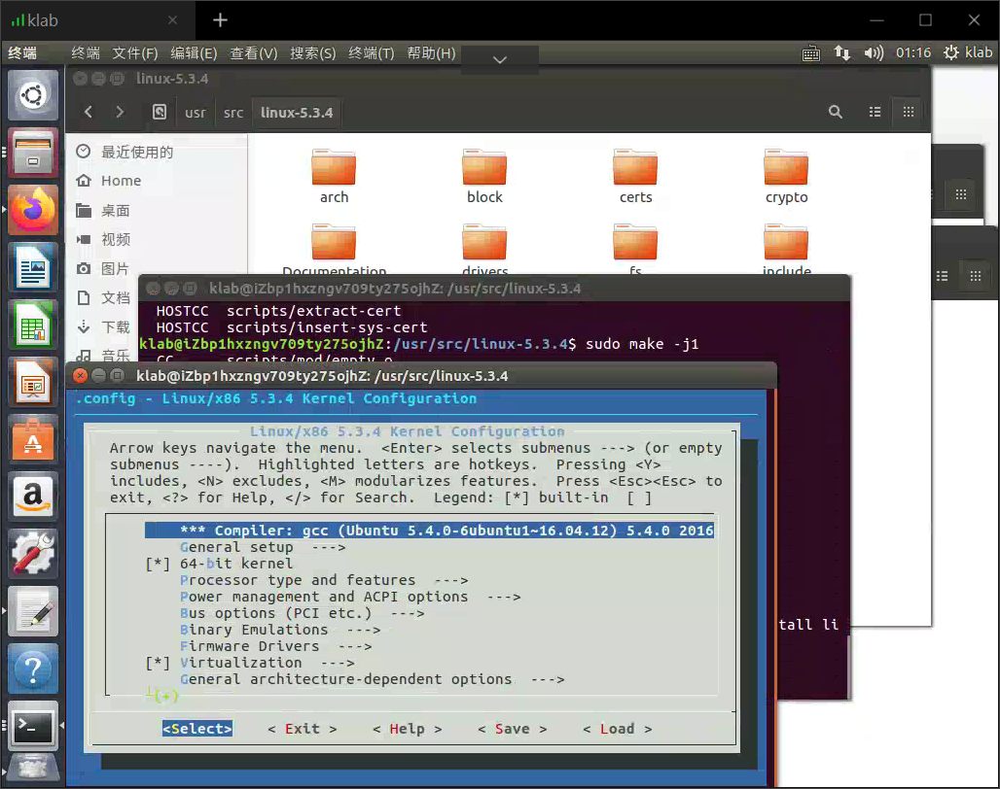 klab
终端 终端 文件(F) 编辑(E) 查看(V) 搜索(S) 终端(T) 帮助(H) 01:16 klab
linux-5.3.4
usr src linux-5.3.4
最近使用的
Home
桌面
视频
图片
文档
下载
音乐
arch block certs crypto
Documentation drivers fs include
klab@iZbp1hxzngv709ty275ojhZ: /usr/src/linux-5.3.4
HOSTCC scripts/extract-cert
HOSTCC scripts/insert-sys-cert
klab@iZbp1hxzngv709ty275ojhZ:/usr/src/linux-5.3.4$ sudo make -j1
CC scripts/mod/empty.o
tall li
klab@iZbp1hxzngv709ty275ojhZ: /usr/src/linux-5.3.4
.config - Linux/x86 5.3.4 Kernel Configuration
Linux/x86 5.3.4 Kernel Configuration
Arrow keys navigate the menu. <Enter> selects submenus ---> (or empty
submenus ----). Highlighted letters are hotkeys. Pressing <Y>
includes, <N> excludes, <M> modularizes features. Press <Esc><Esc> to
exit, <?> for Help, </> for Search. Legend: [*] built-in [ ]
*** Compiler: gcc (Ubuntu 5.4.0-6ubuntu1~16.04.12) 5.4.0 2016
General setup --->
[*] 64-bit kernel
Processor type and features --->
Power management and ACPI options --->
Bus options (PCI etc.) --->
Binary Emulations --->
Firmware Drivers --->
[*] Virtualization --->
General architecture-dependent options --->
(+)
<Select> < Exit > < Help > < Save > < Load >